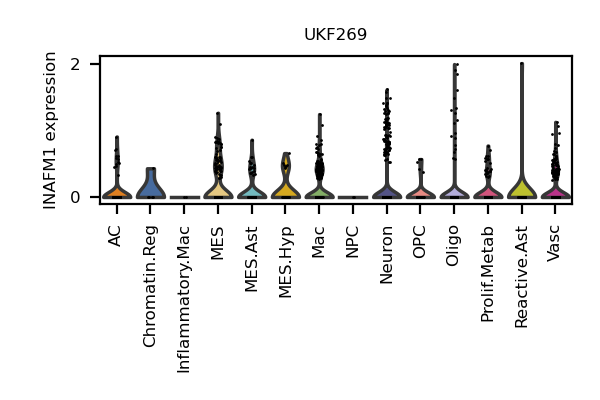 UKF269
INAFM1 expression
2
0
AC
Chromatin.Reg
Inflammatory.Mac
MES
MES.Ast
MES.Hyp
Mac
NPC
Neuron
OPC
Oligo
Prolif.Metab
Reactive.Ast
Vasc